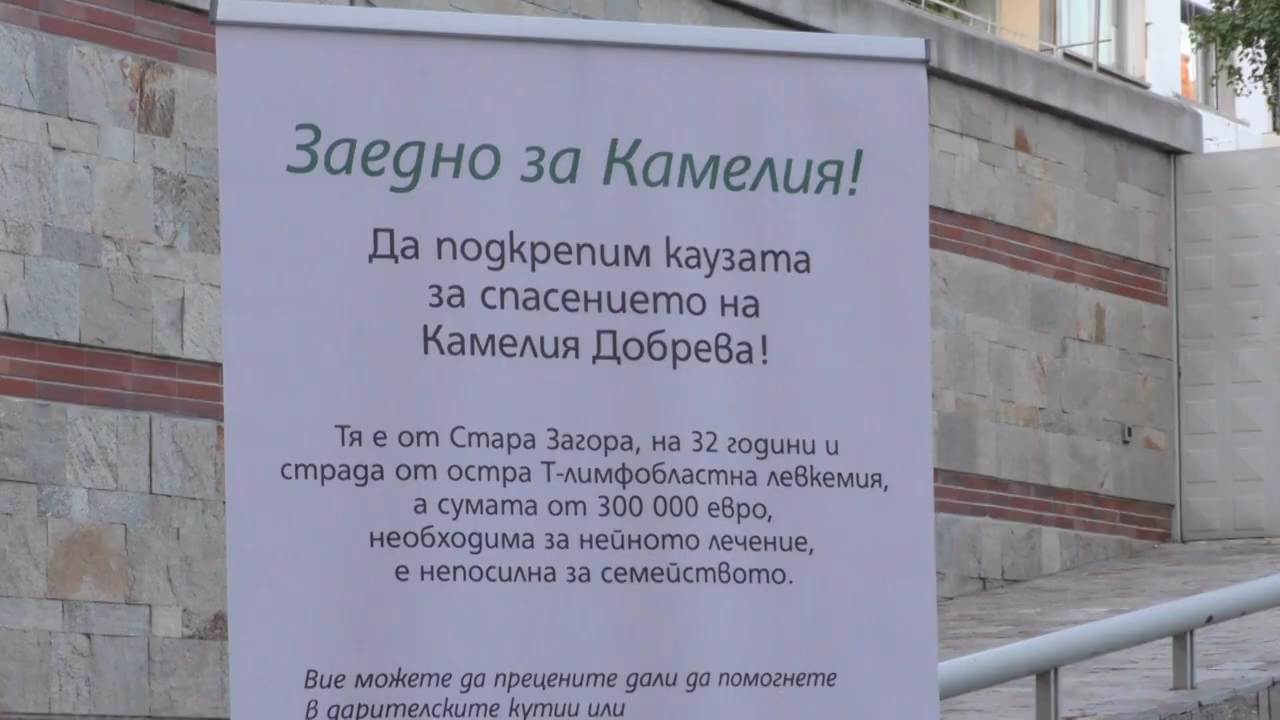 Заедно за Камелия!
Да подкрепим каузата
за спасението на
Камелия Добрева!
Тя е от Стара Загора, на 32 години и
страда от остра Т-лимфобластна левкемия,
а сумата от 300 000 евро,
необходима за нейното лечение,
е непосилна за семейството.
Вие можете да прецените дали да помогнете
в дарителските кутии или